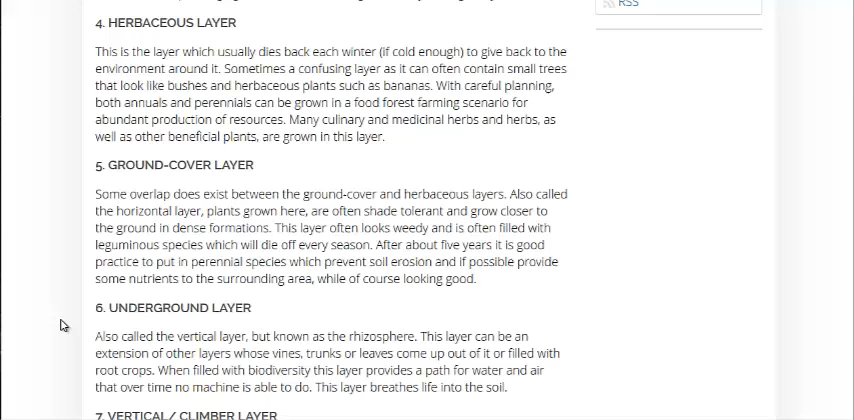 RSS
4. HERBACEOUS LAYER
This is the layer which usually dies back each winter (if cold enough) to give back to the
environment around it. Sometimes a confusing layer as it can often contain small trees
that look like bushes and herbaceous plants such as bananas. With careful planning,
both annuals and perennials can be grown in a food forest farming scenario for
abundant production of resources. Many culinary and medicinal herbs and herbs, as
well as other beneficial plants, are grown in this layer.
5. GROUND-COVER LAYER
Some overlap does exist between the ground-cover and herbaceous layers. Also called
the horizontal layer, plants grown here, are often shade tolerant and grow closer to
the ground in dense formations. This layer often looks weedy and is often filled with
leguminous species which will die off every season. After about five years it is good
practice to put in perennial species which prevent soil erosion and if possible provide
some nutrients to the surrounding area, while of course looking good.
6. UNDERGROUND LAYER
Also called the vertical layer, but known as the rhizosphere. This layer can be an
extension of other layers whose vines, trunks or leaves come up out of it or filled with
root crops. When filled with biodiversity this layer provides a path for water and air
that over time no machine is able to do. This layer breathes life into the soil.
7. VERTICAL/ CLIMBER LAYER